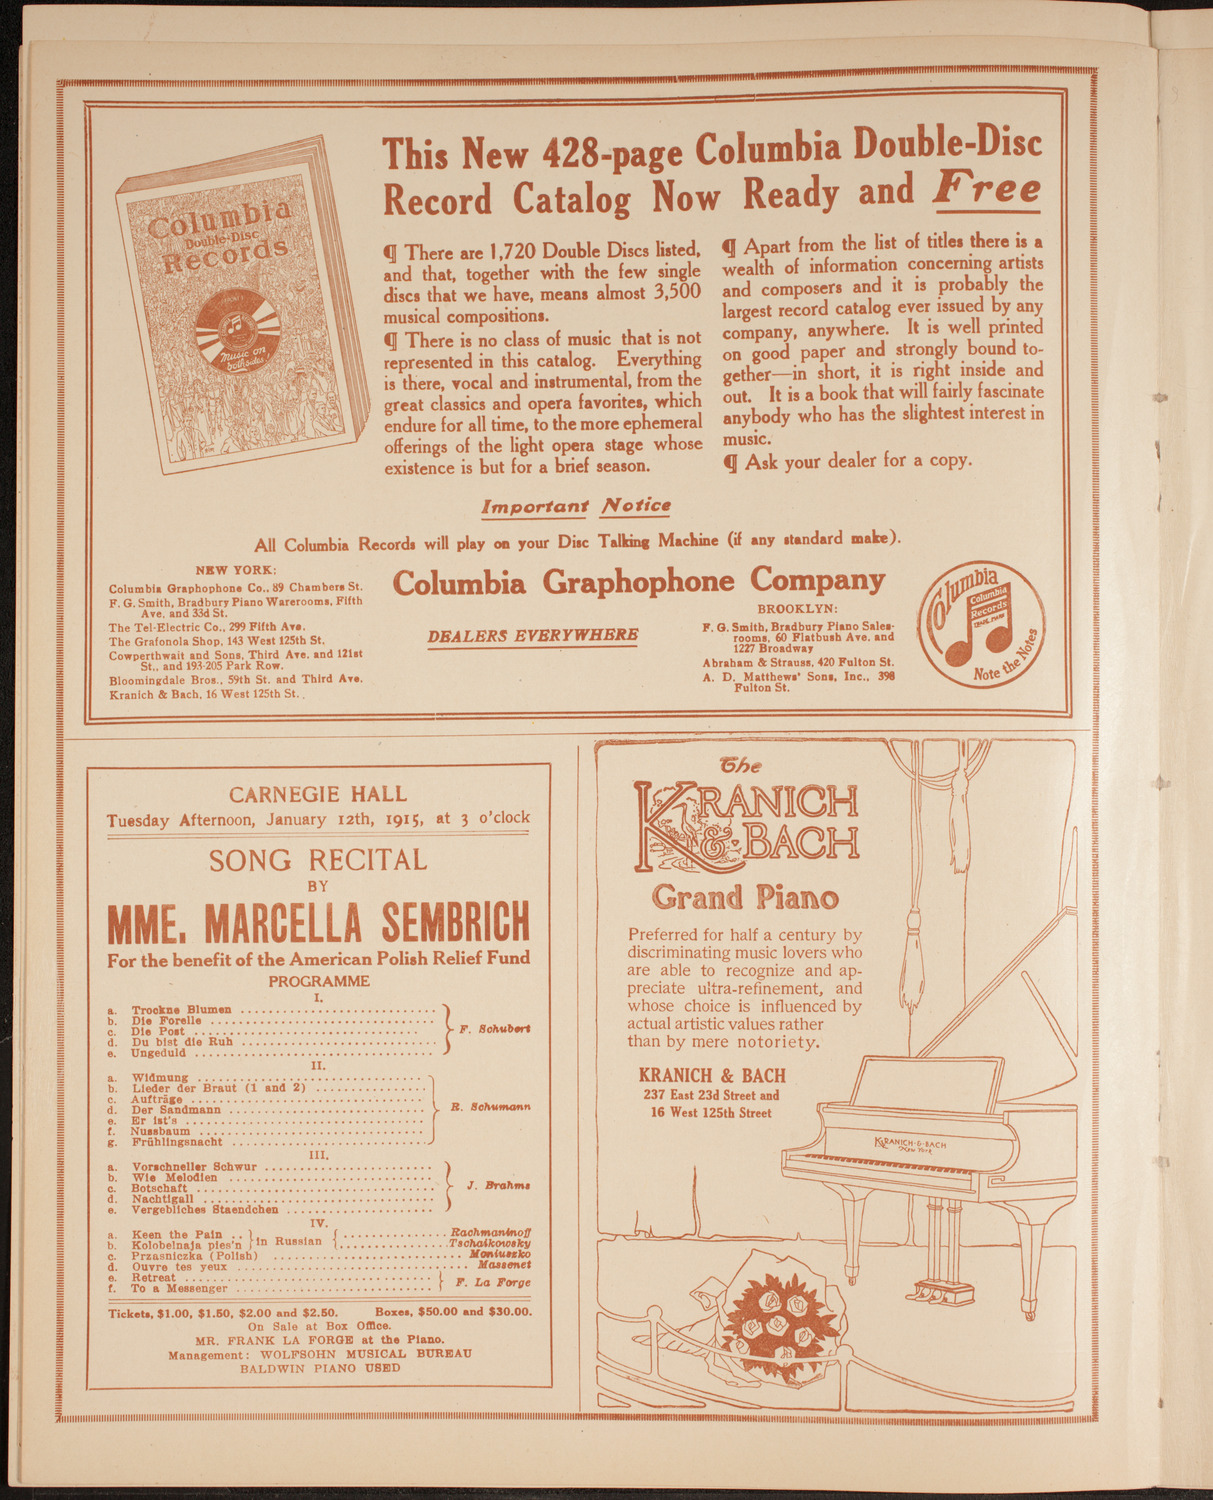 This New 428-page Columbia Double-Disc
Record Catalog Now Ready and Free
Columbia
Double-Disc
Records
Music on
both sides!
¶ There are 1,720 Double Discs listed,
and that, together with the few single
discs that we have, means almost 3,500
musical compositions.
¶ There is no class of music that is not
represented in this catalog. Everything
is there, vocal and instrumental, from the
great classics and opera favorites, which
endure for all time, to the more ephemeral
offerings of the light opera stage whose
existence is but for a brief season.
¶ Apart from the list of titles there is a
wealth of information concerning artists
and composers and it is probably the
largest record catalog ever issued by any
company, anywhere. It is well printed
on good paper and strongly bound to-
gether—in short, it is right inside and
out. It is a book that will fairly fascinate
anybody who has the slightest interest in
music.
¶ Ask your dealer for a copy.
Important Notice
All Columbia Records will play on your Disc Talking Machine (if any standard make).
NEW YORK:
Columbia Graphophone Co., 89 Chambers St.
F. G. Smith, Bradbury Piano Warerooms, Fifth
Ave. and 33d St.
The Tel-Electric Co., 299 Fifth Ave.
The Grafonola Shop, 143 West 125th St.
Cowperthwait and Sons, Third Ave. and 121st
St., and 193-205 Park Row.
Bloomingdale Bros., 59th St. and Third Ave.
Kranich & Bach, 16 West 125th St.
Columbia Graphophone Company
DEALERS EVERYWHERE
BROOKLYN:
F. G. Smith, Bradbury Piano Sales-
rooms, 60 Flatbush Ave. and
1227 Broadway
Abraham & Straus, 420 Fulton St.
A. D. Matthews' Sons, Inc., 398
Fulton St.
Columbia
Columbia
Records
Note the Notes
CARNEGIE HALL
Tuesday Afternoon, January 12th, 1915, at 3 o'clock
SONG RECITAL
BY
MME. MARCELLA SEMBRICH
For the benefit of the American Polish Relief Fund
PROGRAMME
I.
a. Trockne Blumen
b. Die Forelle
c. Die Post
d. Du bist die Ruh
e. Ungeduld
F. Schubert
II.
a. Widmung
b. Lieder der Braut (1 and 2)
c. Aufträge
d. Der Sandmann
e. Er ist's
f. Nussbaum
g. Frühlingsnacht
R. Schumann
III.
a. Vorschneller Schwur
b. Wie Melodien
c. Botschaft
d. Nachtigall
e. Vergebliches Staendchen
J. Brahms
IV.
a. Keen the Pain .. } in Russian { Rachmaninoff
b. Kolobelnaja pies'n } in Russian { Tschaikowsky
c. Przasniczka (Polish) Moniuszko
d. Ouvre tes yeux Massenet
e. Retreat
f. To a Messenger
F. La Forge
Tickets, $1.00, $1.50, $2.00 and $2.50. Boxes, $50.00 and $30.00.
On Sale at Box Office.
MR. FRANK LA FORGE at the Piano.
Management: WOLFSOHN MUSICAL BUREAU
BALDWIN PIANO USED
The
KRANICH
& BACH
Grand Piano
Preferred for half a century by
discriminating music lovers who
are able to recognize and ap-
preciate ultra-refinement, and
whose choice is influenced by
actual artistic values rather
than by mere notoriety.
KRANICH & BACH
237 East 23d Street and
16 West 125th Street
KRANICH & BACH
New York